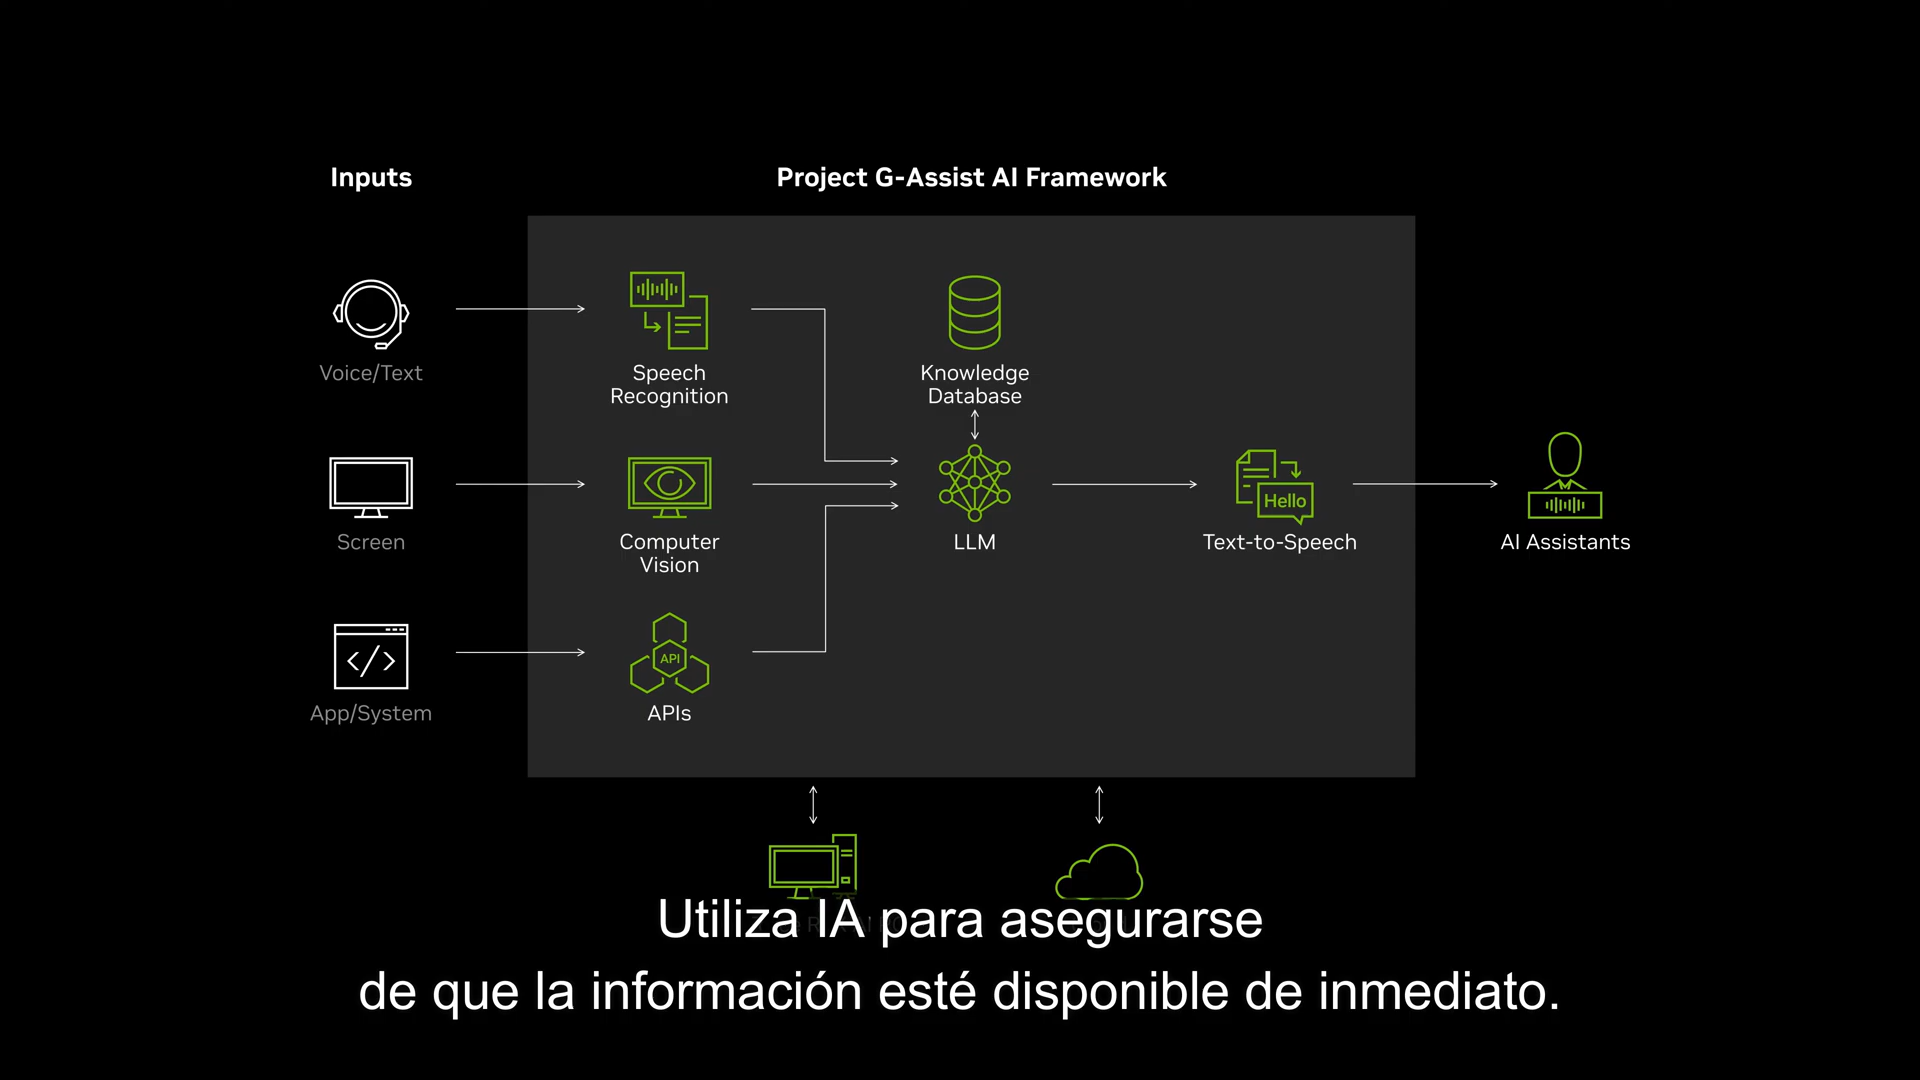 Inputs
Project G-Assist AI Framework
Voice/Text
Speech
Recognition
Knowledge
Database
Screen
Computer
Vision
LLM
Hello
Text-to-Speech
AI Assistants
App/System
API
APIs
Utiliza IA para asegurarse
de que la información esté disponible de inmediato.